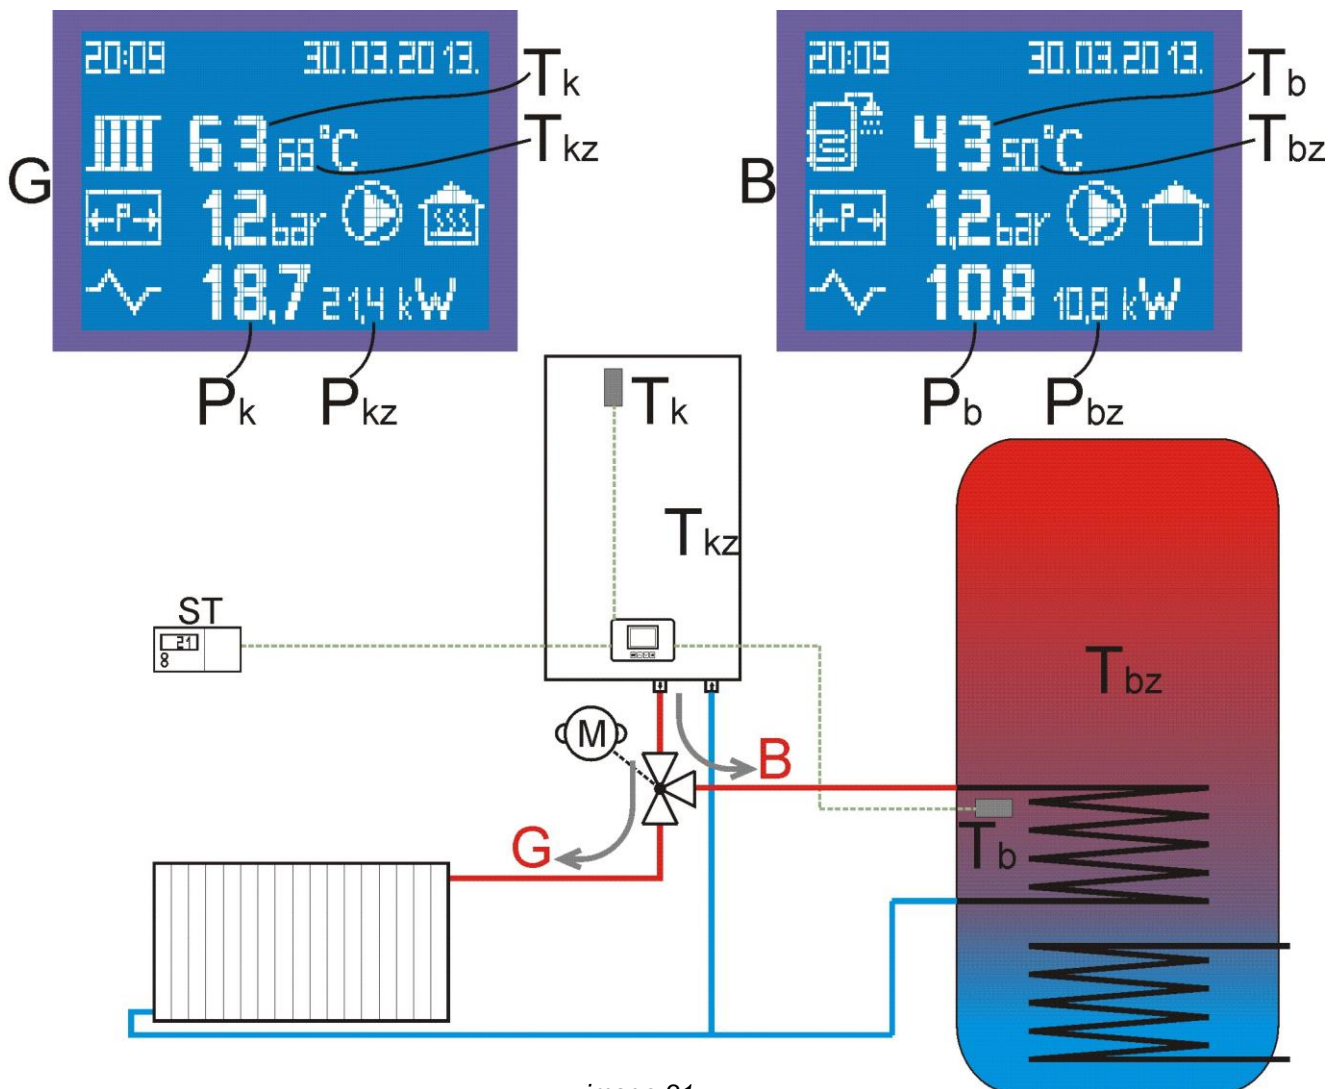 20:09 30.03.2013.
Tk
63 68°C
Tkz
G
P
1,2bar
18,7 21,4 kW
Pk Pkz
20:09 30.03.2013.
Tb
43 50°C
Tbz
B
P
1,2bar
10,8 10,8 kW
Pb Pbz
Tk
Tkz
ST
21
8
M
B
G
Tbz
Tb